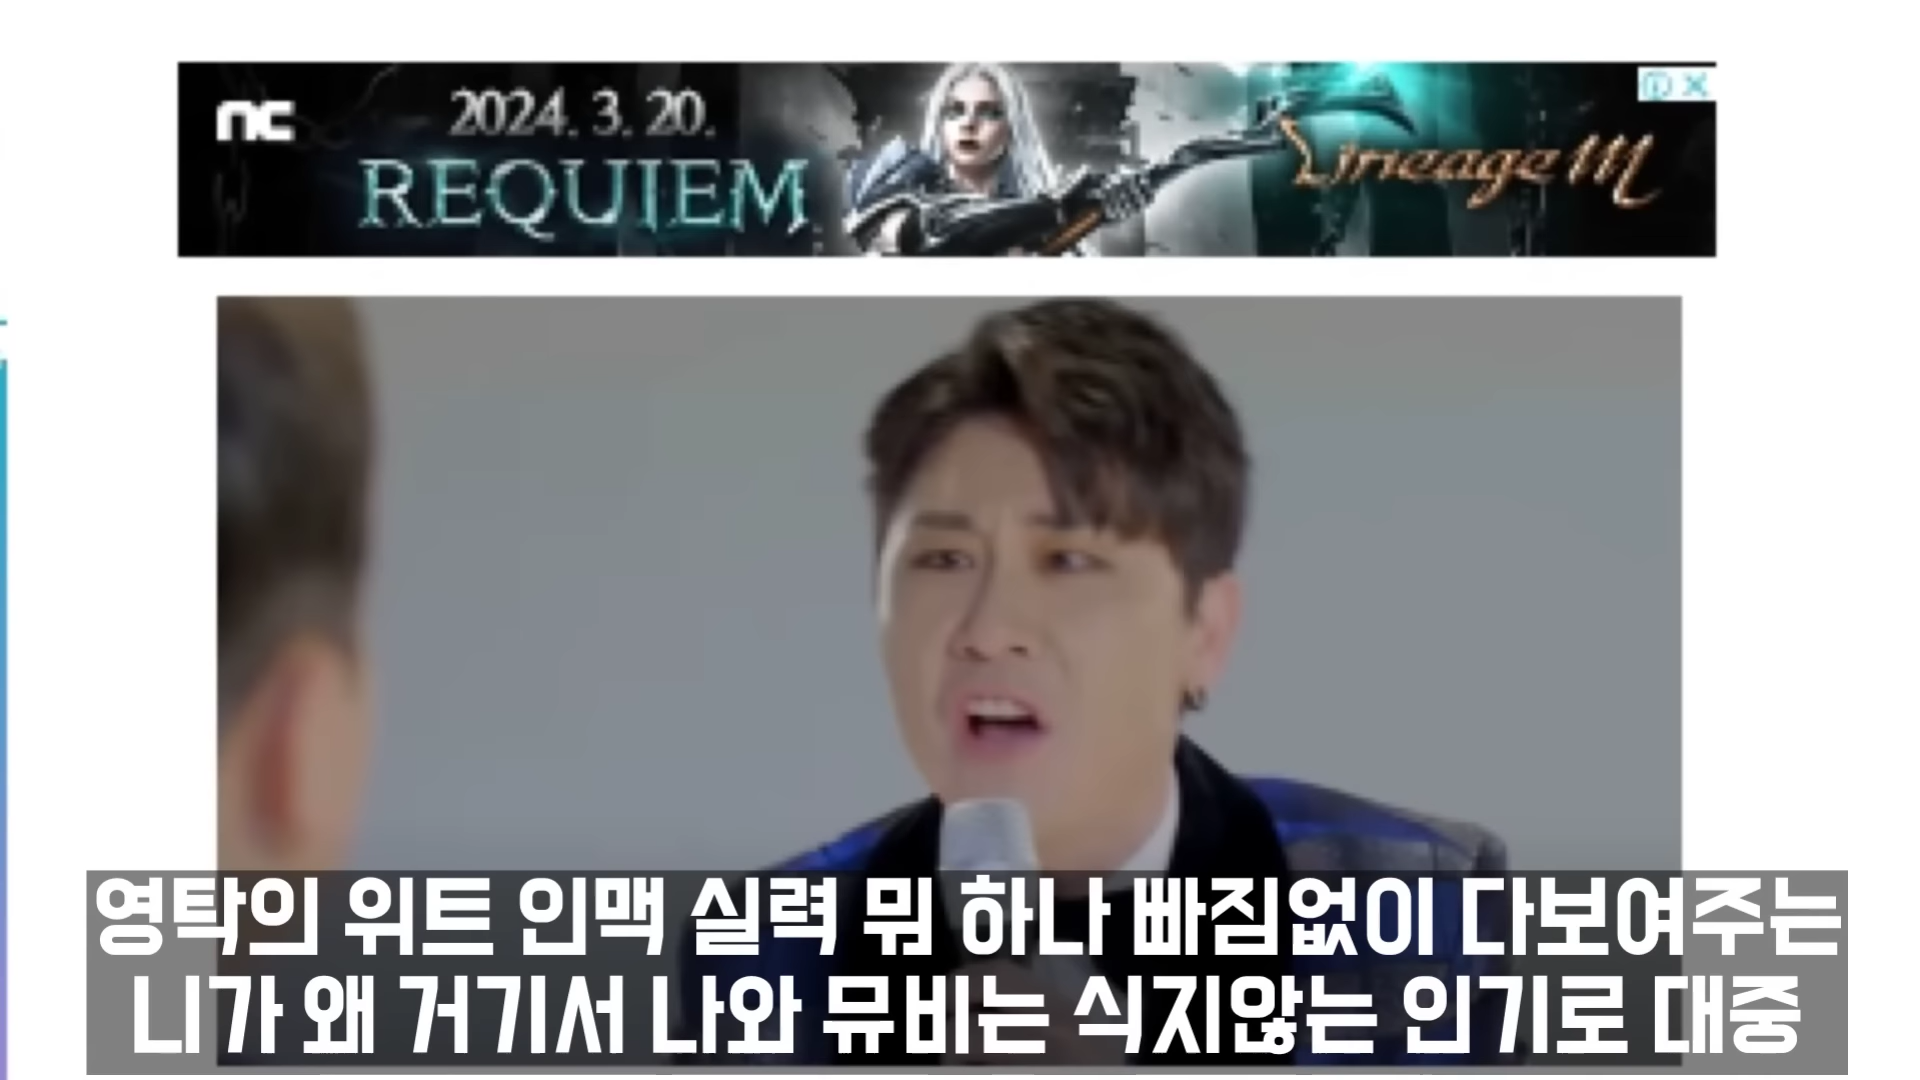 nc
2024. 3. 20.
REQUIEM
Lineage M
영탁의 위트 인맥 실력 뭐 하나 빠짐없이 다보여주는
니가 왜 거기서 나와 뮤비는 식지않는 인기로 대중